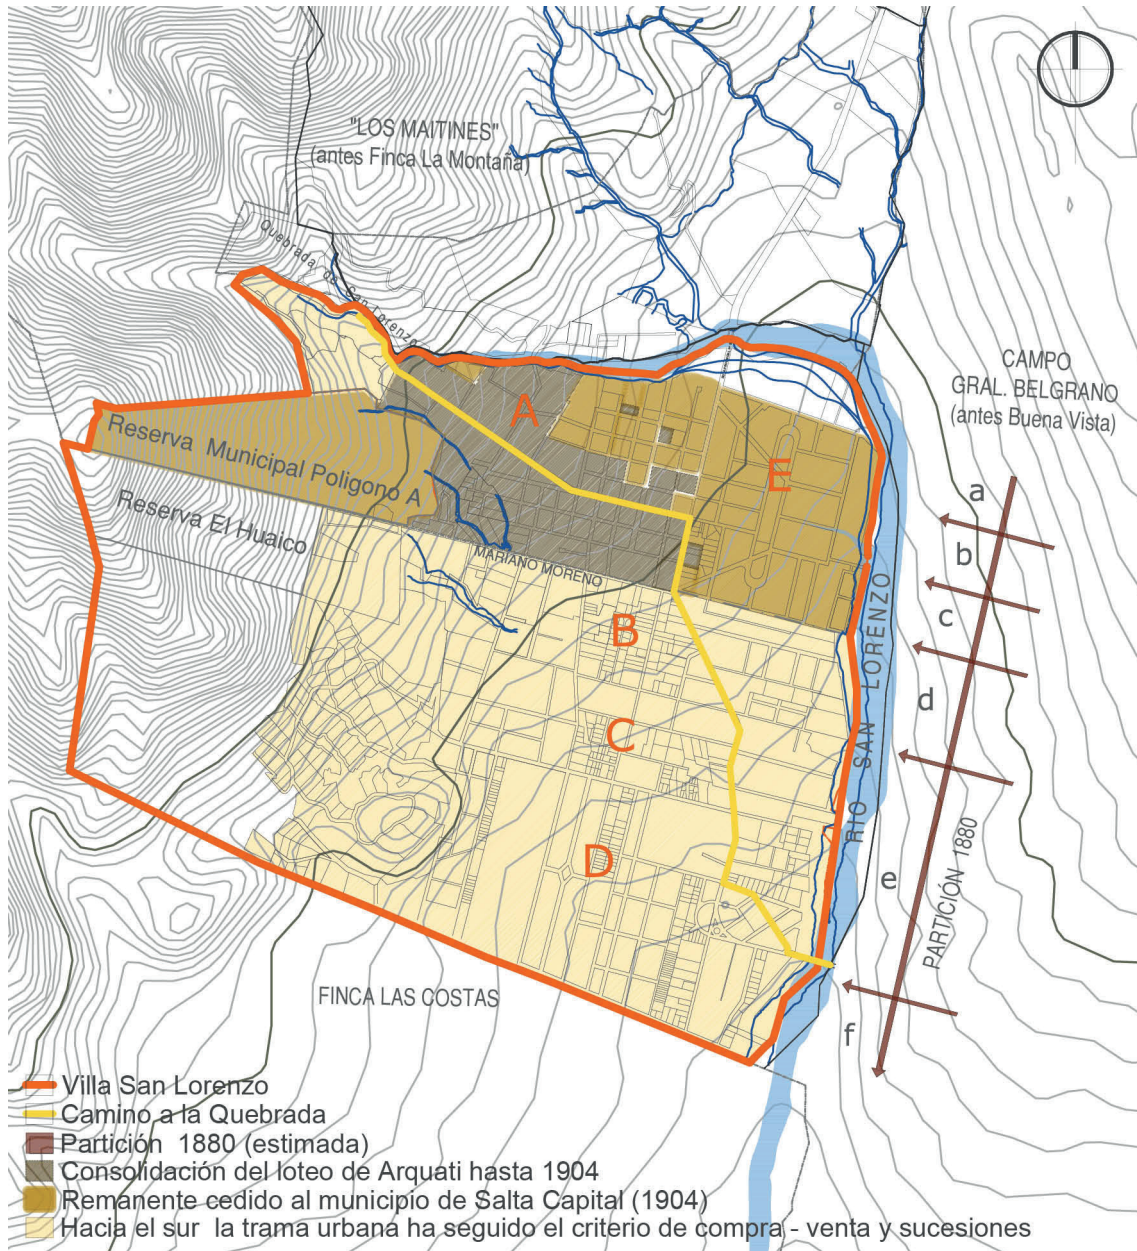 "LOS MAITINES"
(antes Finca La Montaña)
Quebrada de San Lorenzo
CAMPO
GRAL. BELGRANO
(antes Buena Vista)
A
E
Reserva Municipal Poligono A
Reserva El Huaico
MARIANO MORENO
a
b
c
d
e
f
B
C
D
RIO SAN LORENZO
PARTICIÓN 1880
FINCA LAS COSTAS
Villa San Lorenzo
Camino a la Quebrada
Partición 1880 (estimada)
Consolidación del loteo de Arquati hasta 1904
Remanente cedido al municipio de Salta Capital (1904)
Hacia el sur la trama urbana ha seguido el criterio de compra - venta y sucesiones